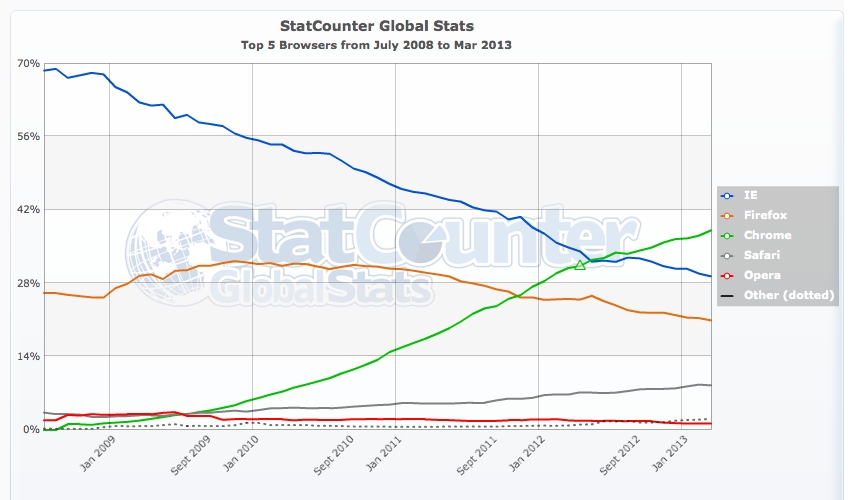 StatCounter Global Stats
Top 5 Browsers from July 2008 to Mar 2013
70%
56%
42%
28%
14%
0%
StatCounter
Global Stats
IE
Firefox
Chrome
Safari
Opera
Other (dotted)
Jan 2009
Sept 2009
Jan 2010
Sept 2010
Jan 2011
Sept 2011
Jan 2012
Sept 2012
Jan 2013